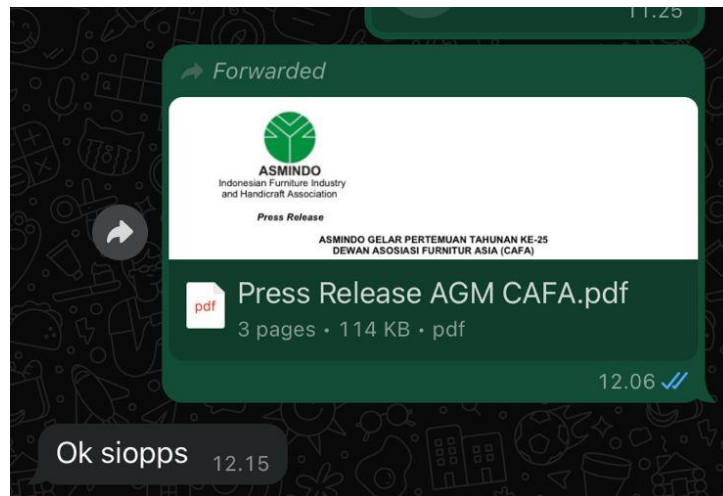 11.25
Forwarded
ASMINDO
Indonesian Furniture Industry
and Handicraft Association
Press Release
ASMINDO GELAR PERTEMUAN TAHUNAN KE-25
DEWAN ASOSIASI FURNITUR ASIA (CAFA)
pdf
Press Release AGM CAFA.pdf
3 pages • 114 KB • pdf
12.06
Ok siopps 12.15